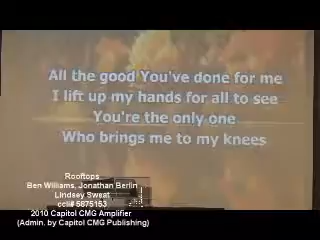 All the good You've done for me
I lift up my hands for all to see
You're the only one
Who brings me to my knees
Rooftops
Ben Williams, Jonathan Berlin
Lindsey Sweat
ccli# 5875153
2010 Capitol CMG Amplifier
(Admin. by Capitol CMG Publishing)